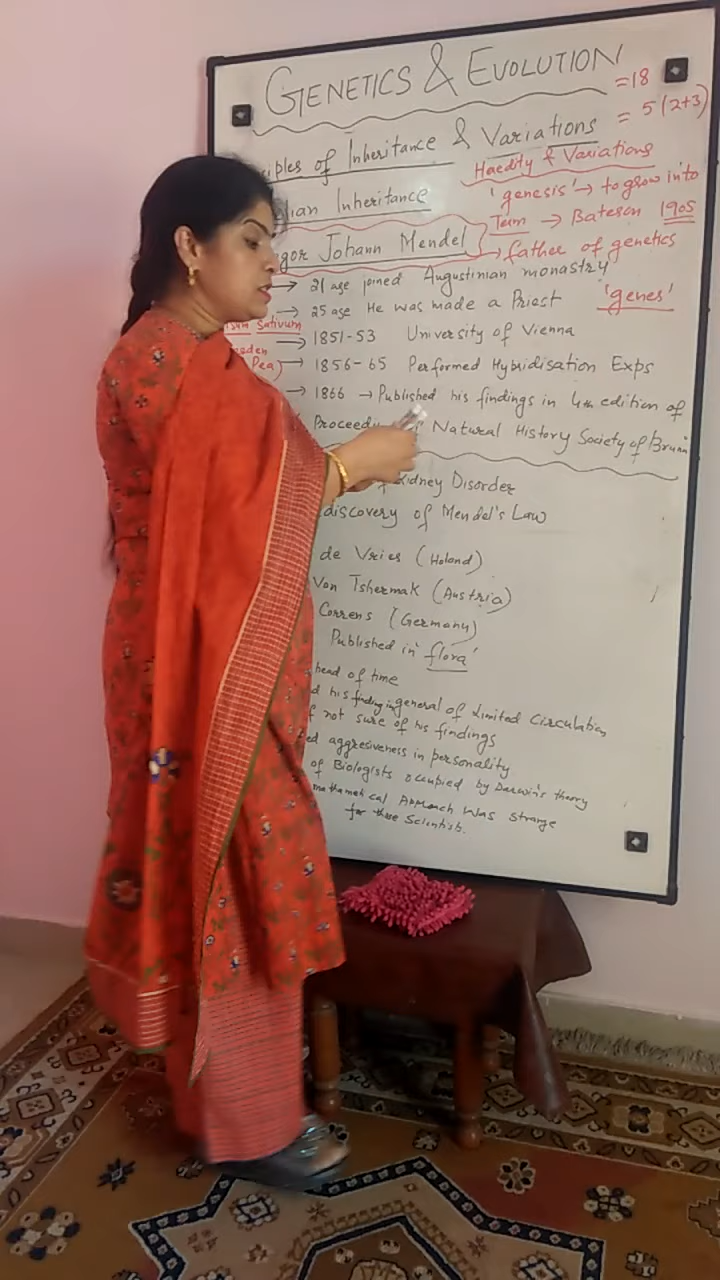 GENETICS & EVOLUTION =18
ciples of Inheritance & Variations = 5 (2+3)
Haedity & Variations
lian Inheritance 'genesis' → to grow into
Term → Bateson 1905
gor Johann Mendel → father of genetics
→ 21 age joined Augustinian monastry
→ 25 age He was made a Priest 'genes'
Sativum
→ 1851-53 University of Vienna
Pea) → 1856-65 Performed Hybridisation Exps
→ 1866 → Published his findings in 4th edition of
Proceedi Natural History Society of Brunn
Kidney Disorder
discovery of Mendel's Law
de Vries (Holand)
Von Tshermak (Austria)
Correns (Germany)
Published in 'flora'
head of time
d his finding in general of Limited Circulation
f not sure of his findings
ed aggresiveness in personality
of Biologists occupied by Darwin's theory
Approach Was strange
for those Scientists.